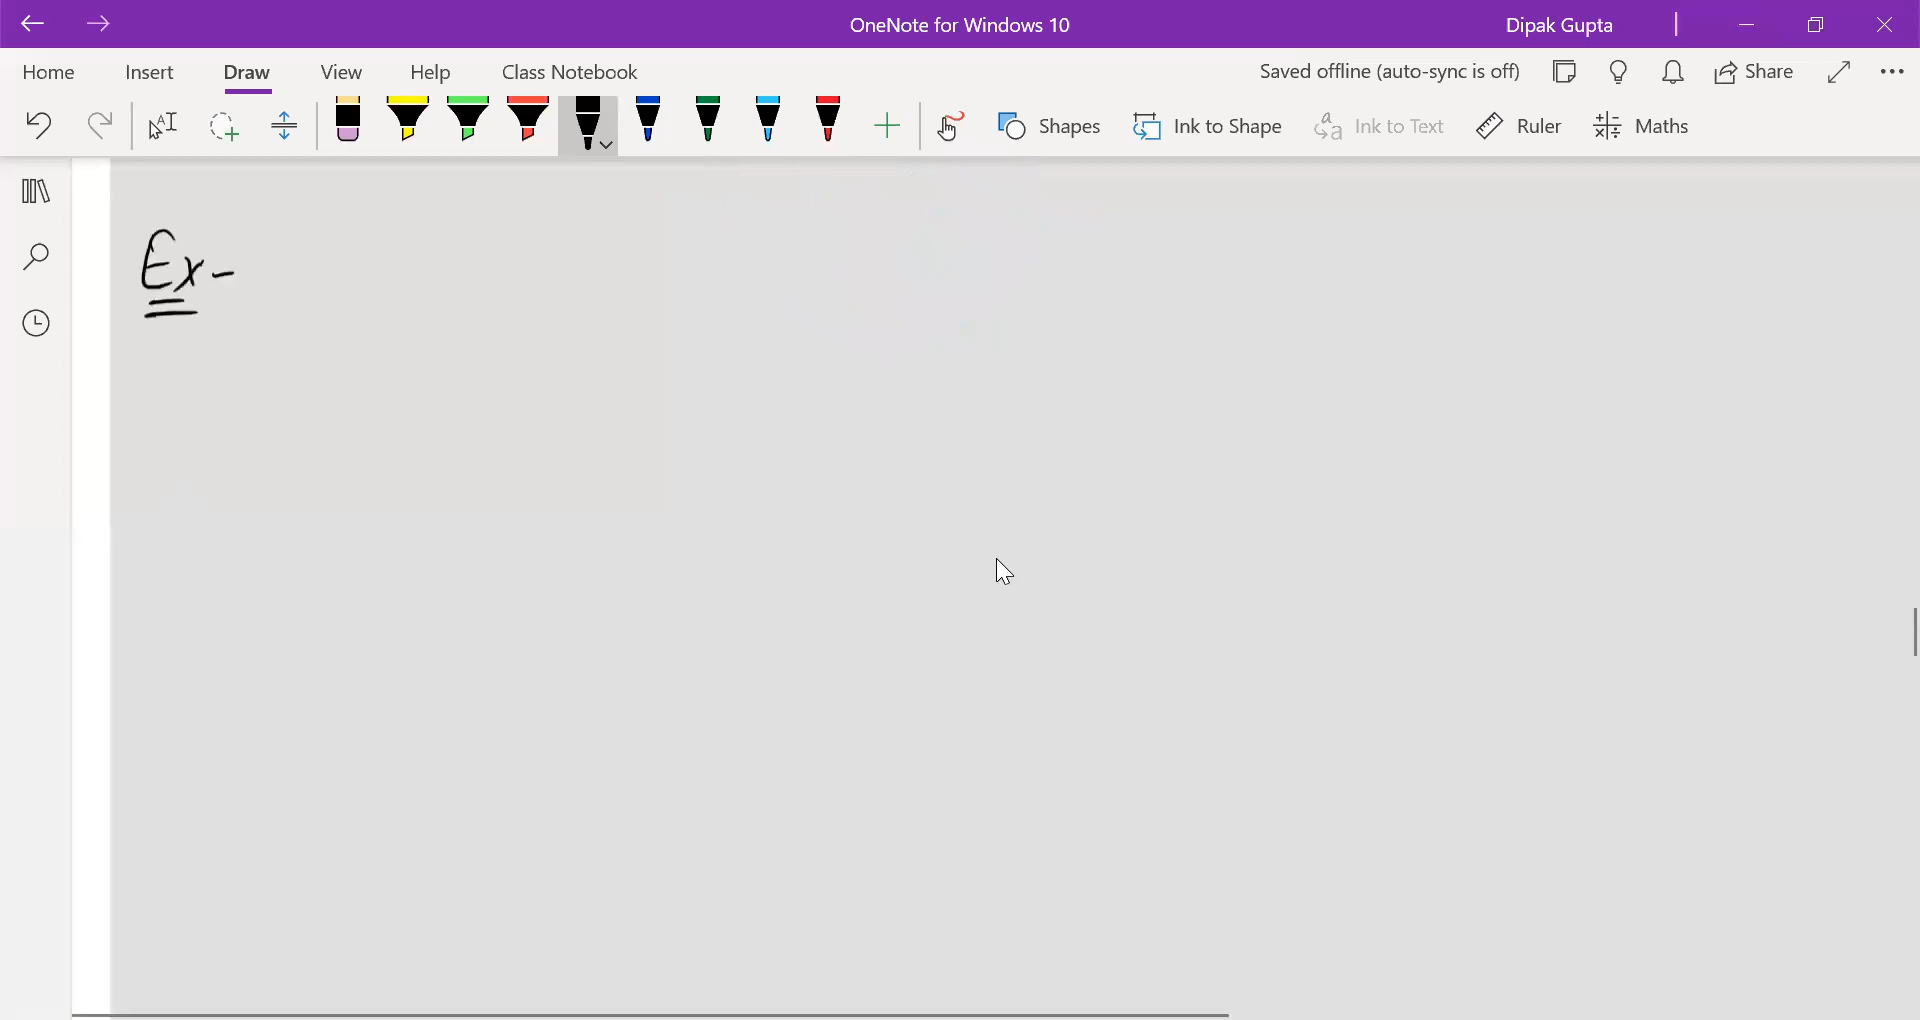 OneNote for Windows 10
Dipak Gupta
Home Insert Draw View Help Class Notebook
Saved offline (auto-sync is off) Share
Shapes Ink to Shape Ink to Text Ruler Maths
Ex-